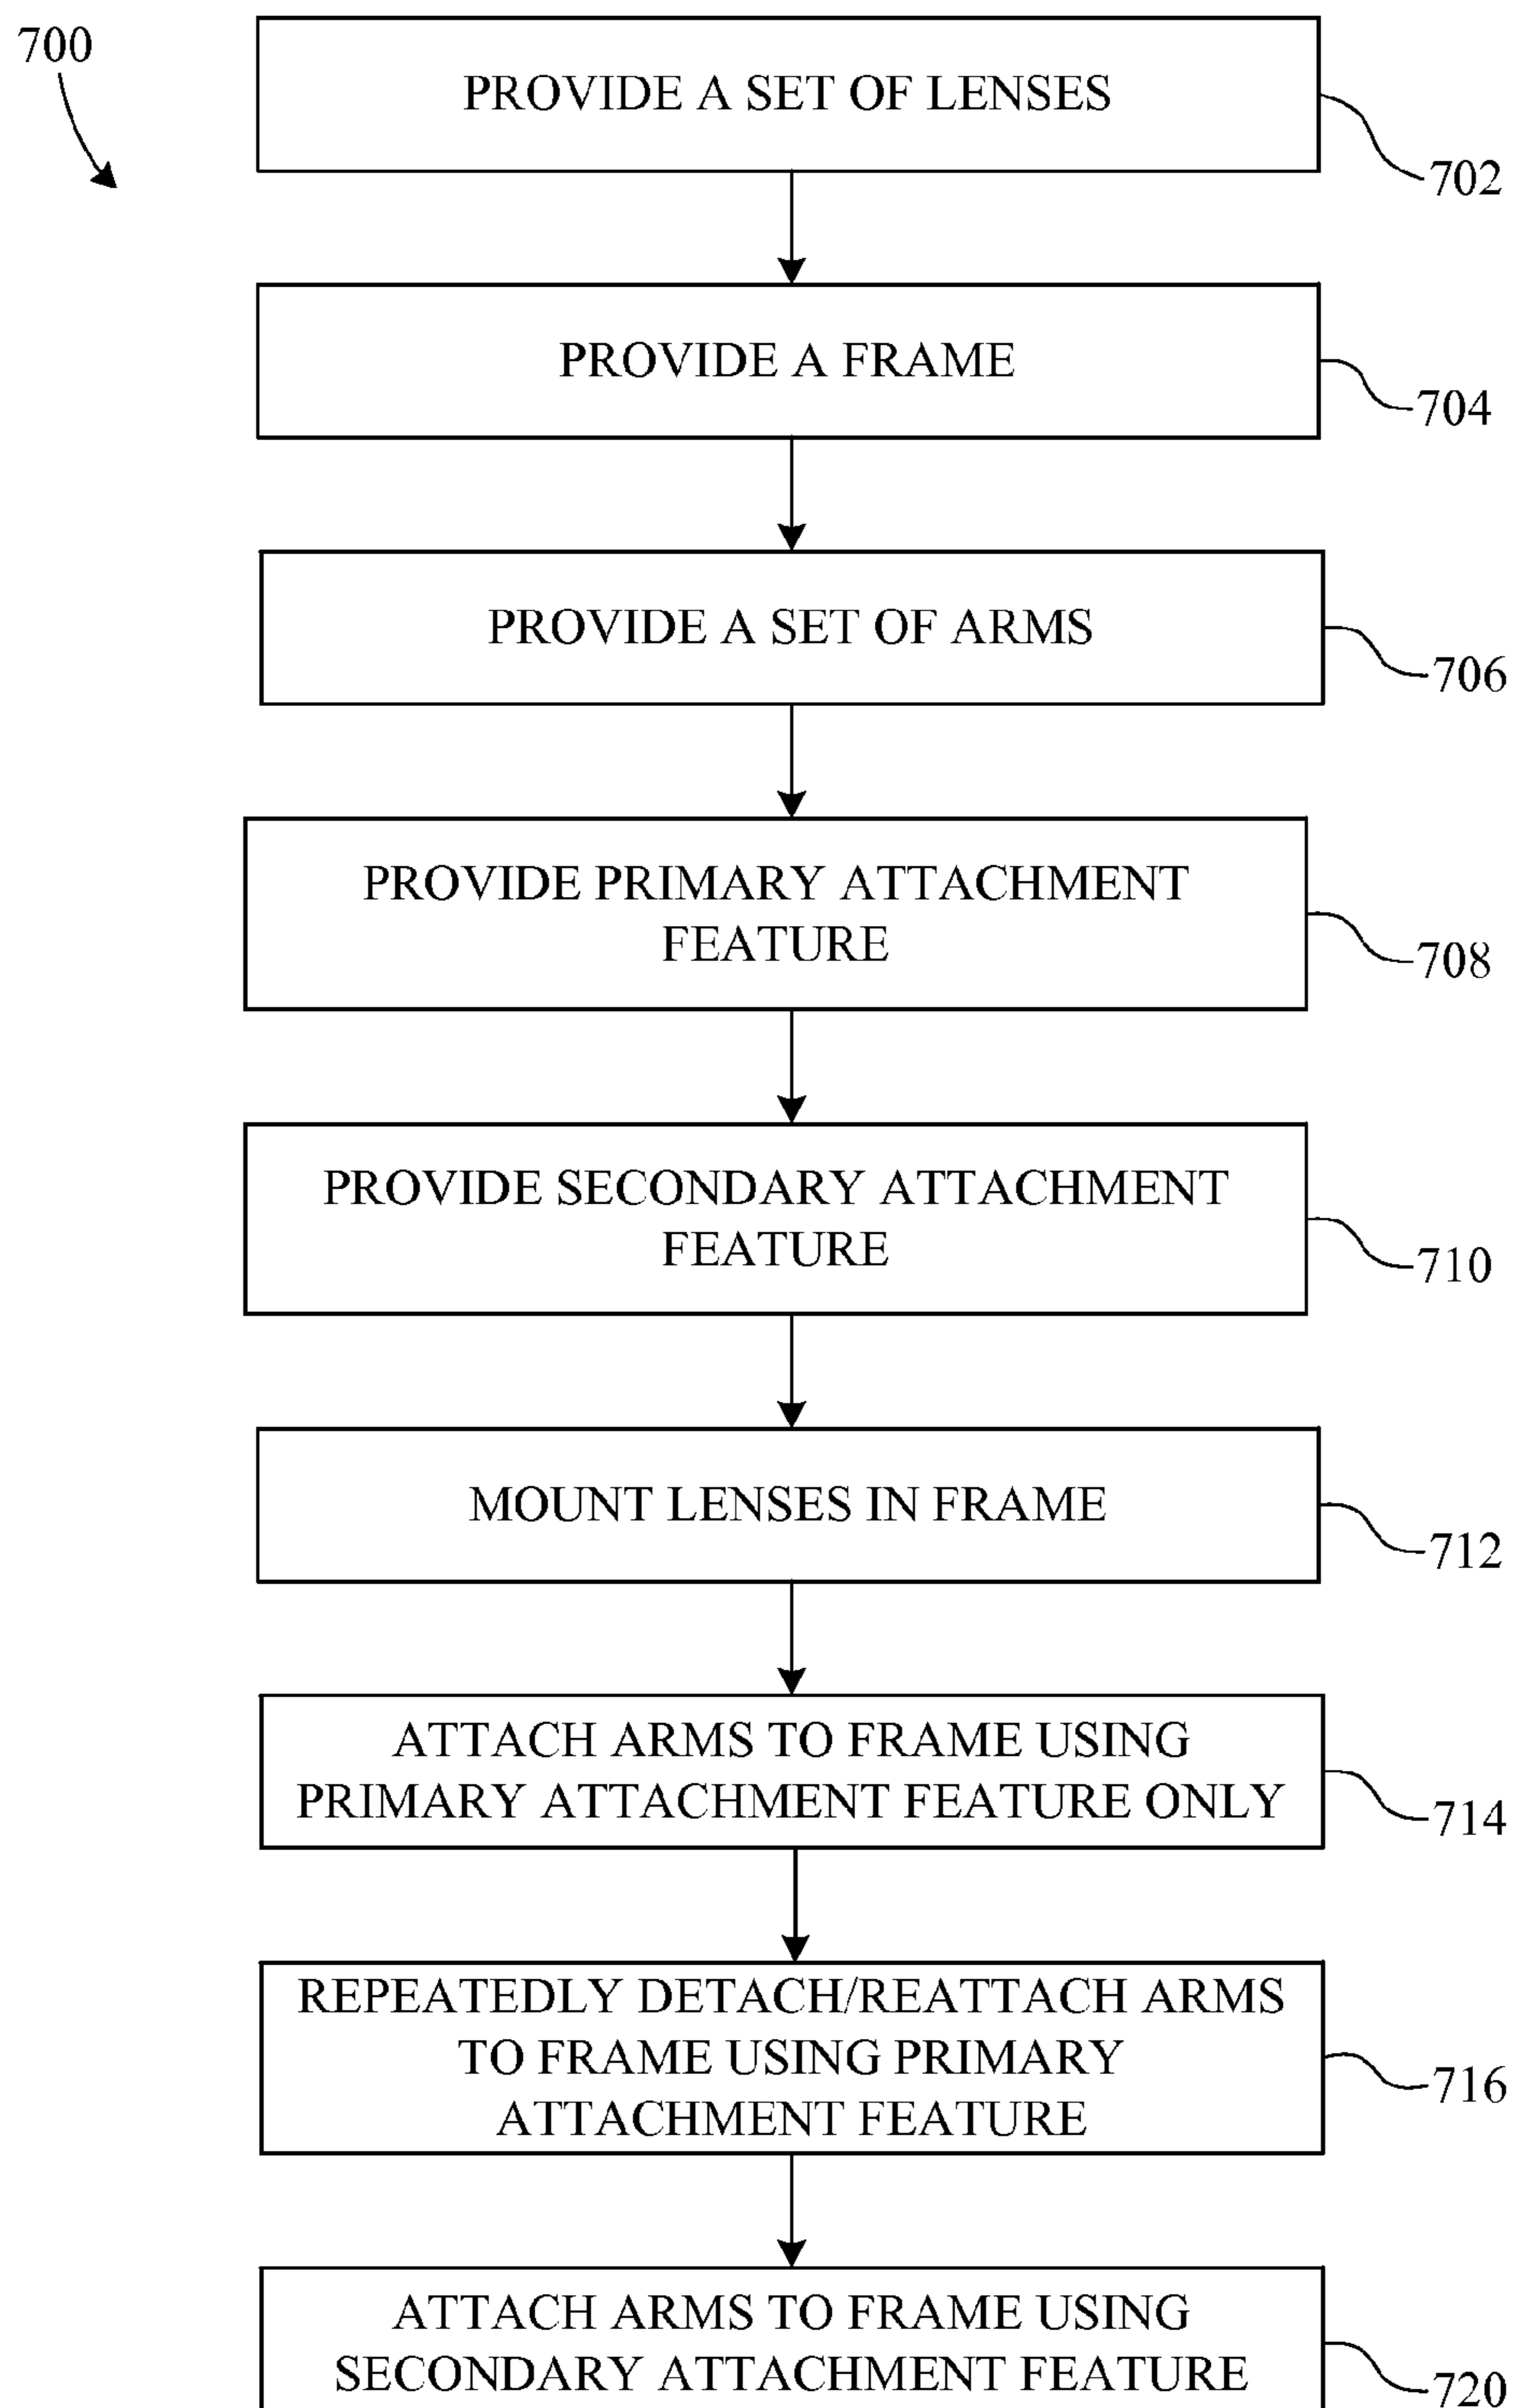 700
PROVIDE A SET OF LENSES
702
PROVIDE A FRAME
704
PROVIDE A SET OF ARMS
706
PROVIDE PRIMARY ATTACHMENT
FEATURE
708
PROVIDE SECONDARY ATTACHMENT
FEATURE
710
MOUNT LENSES IN FRAME
712
ATTACH ARMS TO FRAME USING
PRIMARY ATTACHMENT FEATURE ONLY
714
REPEATEDLY DETACH/REATTACH ARMS
TO FRAME USING PRIMARY
ATTACHMENT FEATURE
716
ATTACH ARMS TO FRAME USING
SECONDARY ATTACHMENT FEATURE
720